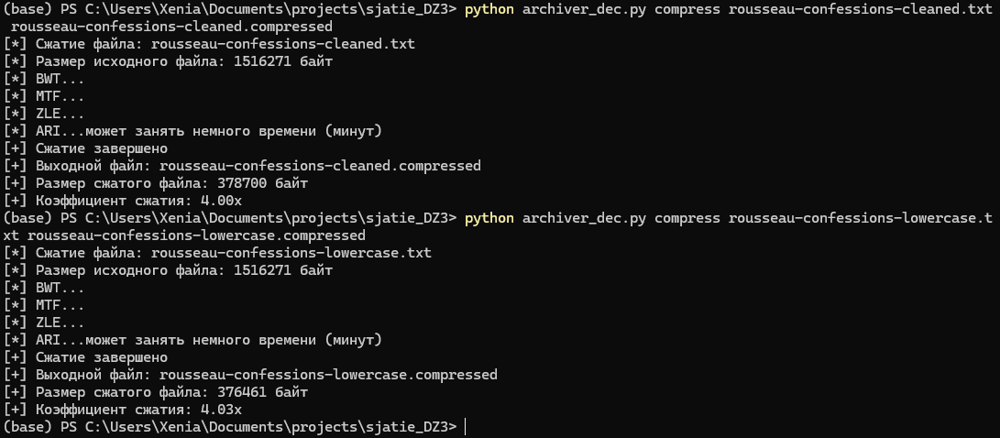 (base) PS C:\Users\Xenia\Documents\projects\sjatie_DZ3> python archiver_dec.py compress rousseau-confessions-cleaned.txt
 rousseau-confessions-cleaned.compressed
[*] Сжатие файла: rousseau-confessions-cleaned.txt
[*] Размер исходного файла: 1516271 байт
[*] BWT...
[*] MTF...
[*] ZLE...
[*] ARI...может занять немного времени (минут)
[+] Сжатие завершено
[+] Выходной файл: rousseau-confessions-cleaned.compressed
[+] Размер сжатого файла: 378700 байт
[+] Коэффициент сжатия: 4.00x
(base) PS C:\Users\Xenia\Documents\projects\sjatie_DZ3> python archiver_dec.py compress rousseau-confessions-lowercase.t
xt rousseau-confessions-lowercase.compressed
[*] Сжатие файла: rousseau-confessions-lowercase.txt
[*] Размер исходного файла: 1516271 байт
[*] BWT...
[*] MTF...
[*] ZLE...
[*] ARI...может занять немного времени (минут)
[+] Сжатие завершено
[+] Выходной файл: rousseau-confessions-lowercase.compressed
[+] Размер сжатого файла: 376461 байт
[+] Коэффициент сжатия: 4.03x
(base) PS C:\Users\Xenia\Documents\projects\sjatie_DZ3>